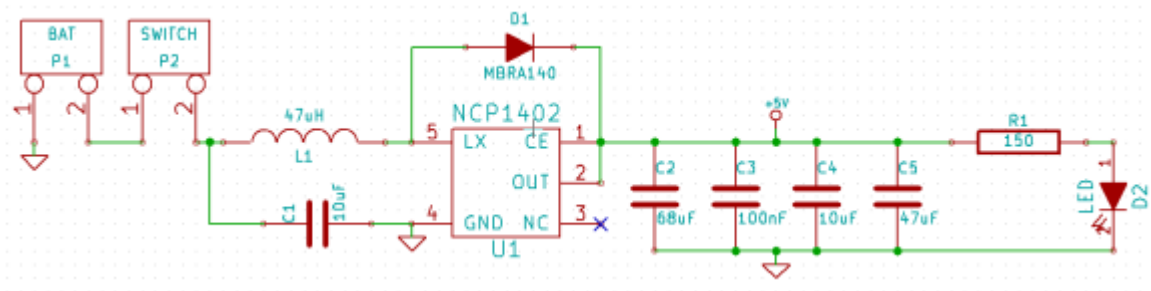 BAT
P1
1
2
SWITCH
P2
1
2
47uH
L1
C1
10uF
D1
MBRA140
NCP1402
5
LX
CE
1
OUT
2
4
GND
NC
3
U1
+5V
C2
68uF
C3
100nF
C4
10uF
C5
47uF
R1
150
1
LED
D2
2